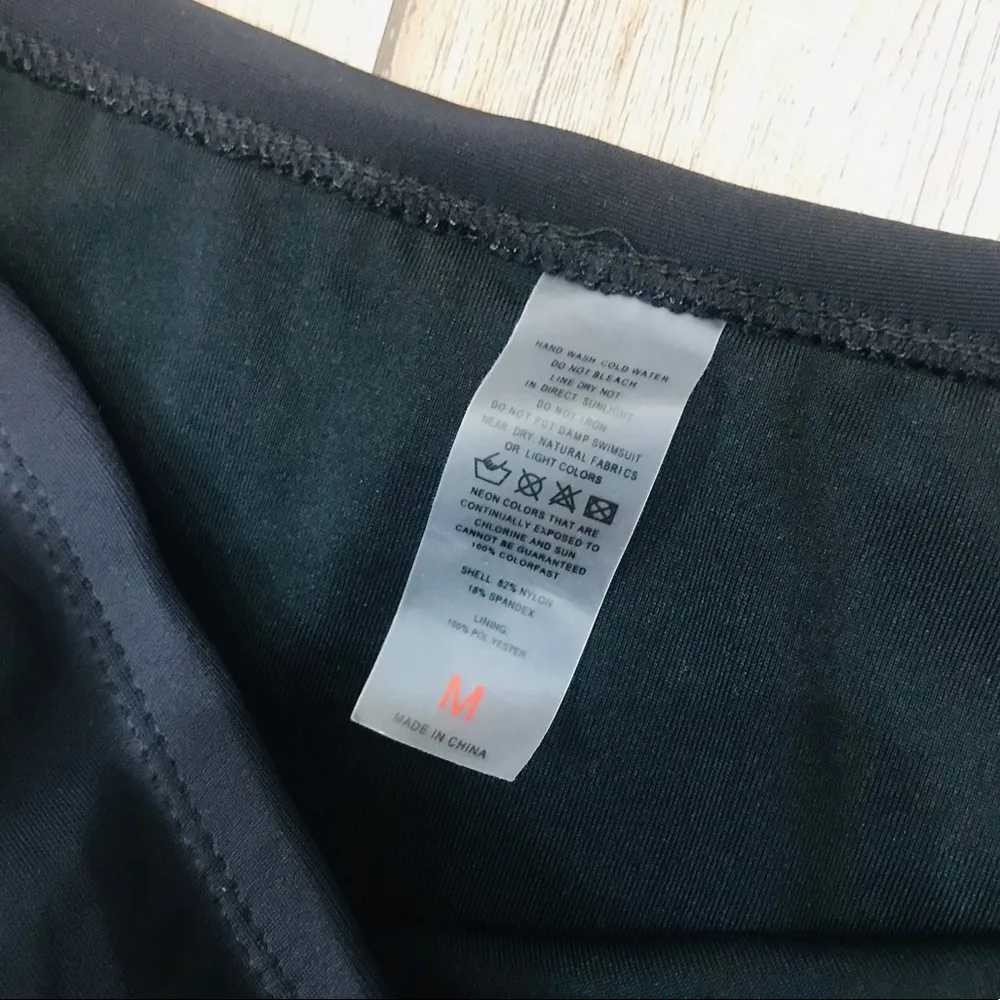 HAND WASH COLD WATER
DO NOT BLEACH
LINE DRY NOT
IN DIRECT SUNLIGHT
DO NOT IRON
DO NOT PUT DAMP SWIMSUIT
NEAR DRY, NATURAL FABRICS
OR LIGHT COLORS
NEON COLORS THAT ARE
CONTINUALLY EXPOSED TO
CHLORINE AND SUN
CANNOT BE GUARANTEED
100% COLORFAST
SHELL: 82% NYLON
18% SPANDEX
LINING:
100% POLYESTER
M
MADE IN CHINA